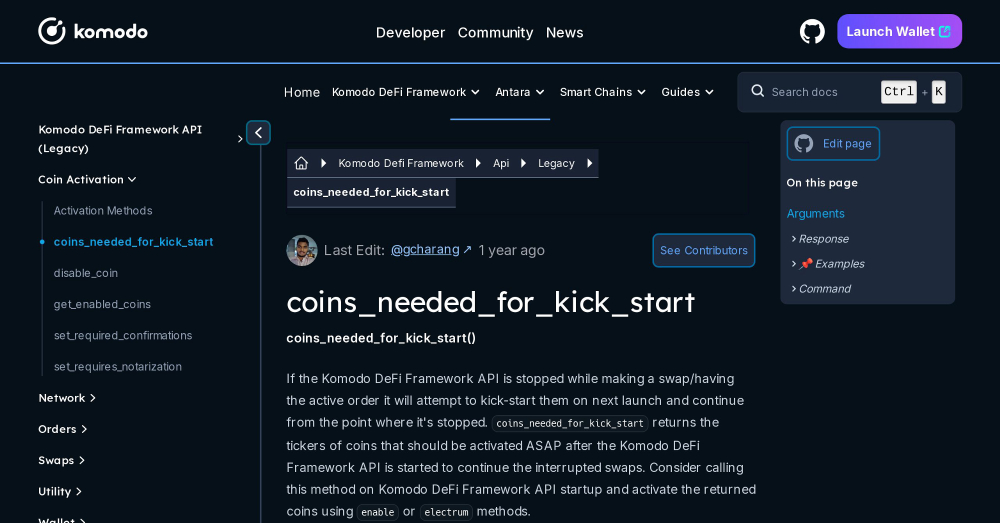 komodo
Developer Community News
Launch Wallet
Home Komodo DeFi Framework Antara Smart Chains Guides
Search docs Ctrl + K
Komodo DeFi Framework API
(Legacy)
Coin Activation
Activation Methods
coins_needed_for_kick_start
disable_coin
get_enabled_coins
set_required_confirmations
set_requires_notarization
Network
Orders
Swaps
Utility
Wallet
Komodo Defi Framework Api Legacy
coins_needed_for_kick_start
Last Edit: @gcharang ↗ 1 year ago
See Contributors
coins_needed_for_kick_start
coins_needed_for_kick_start()
If the Komodo DeFi Framework API is stopped while making a swap/having
the active order it will attempt to kick-start them on next launch and continue
from the point where it's stopped. coins_needed_for_kick_start returns the
tickers of coins that should be activated ASAP after the Komodo DeFi
Framework API is started to continue the interrupted swaps. Consider calling
this method on Komodo DeFi Framework API startup and activate the returned
coins using enable or electrum methods.
Edit page
On this page
Arguments
Response
📌 Examples
Command